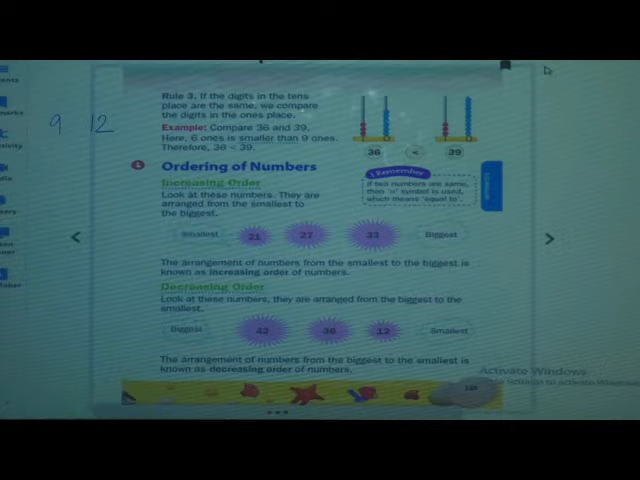 Rule 3. If the digits in the tens
place are the same, we compare
the digits in the ones place.
Example: Compare 36 and 39.
Here, 6 ones is smaller than 9 ones.
Therefore, 36 < 39.
36 < 39
9 12
Ordering of Numbers
I Remember
If two numbers are same,
then '=' symbol is used,
which means 'equal to'.
Increasing Order
Look at these numbers. They are
arranged from the smallest to
the biggest.
Smallest 21 27 33 Biggest
The arrangement of numbers from the smallest to the biggest is
known as increasing order of numbers.
Decreasing Order
Look at these numbers, they are arranged from the biggest to the
smallest.
Biggest 42 36 12 Smallest
The arrangement of numbers from the biggest to the smallest is
known as decreasing order of numbers.
Activate Windows